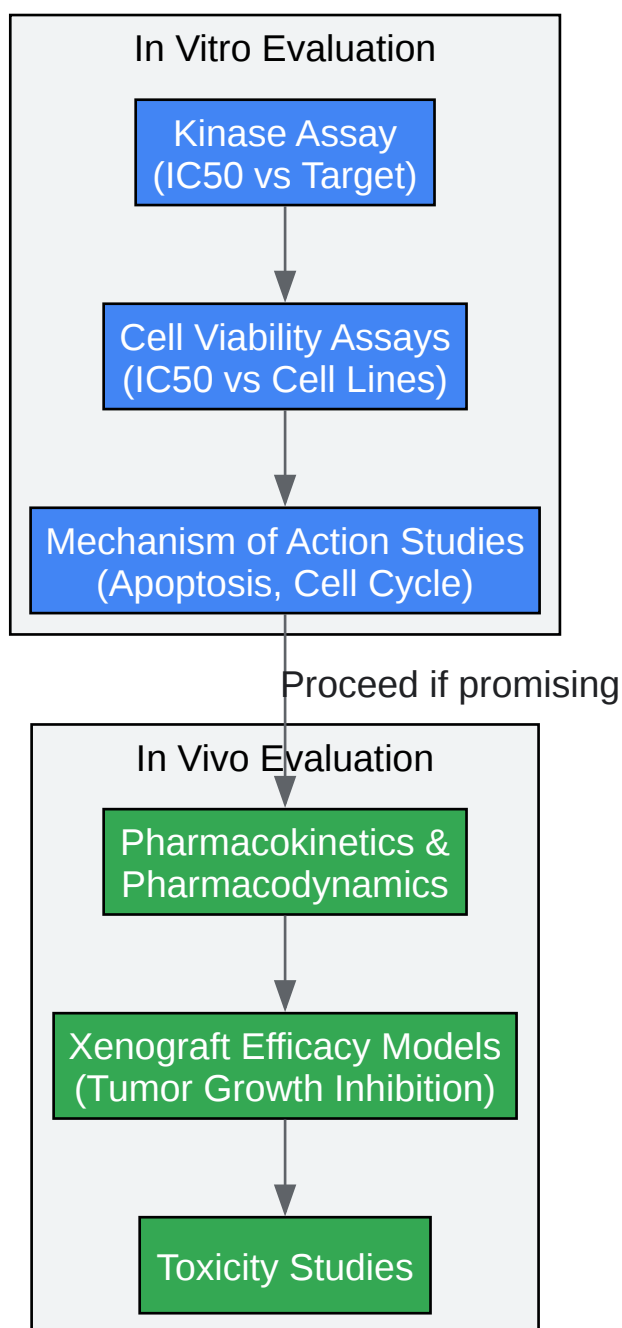 In Vitro Evaluation
Kinase Assay
(IC50 vs Target)
Cell Viability Assays
(IC50 vs Cell Lines)
Mechanism of Action Studies
(Apoptosis, Cell Cycle)
Proceed if promising
In Vivo Evaluation
Pharmacokinetics &
Pharmacodynamics
Xenograft Efficacy Models
(Tumor Growth Inhibition)
Toxicity Studies